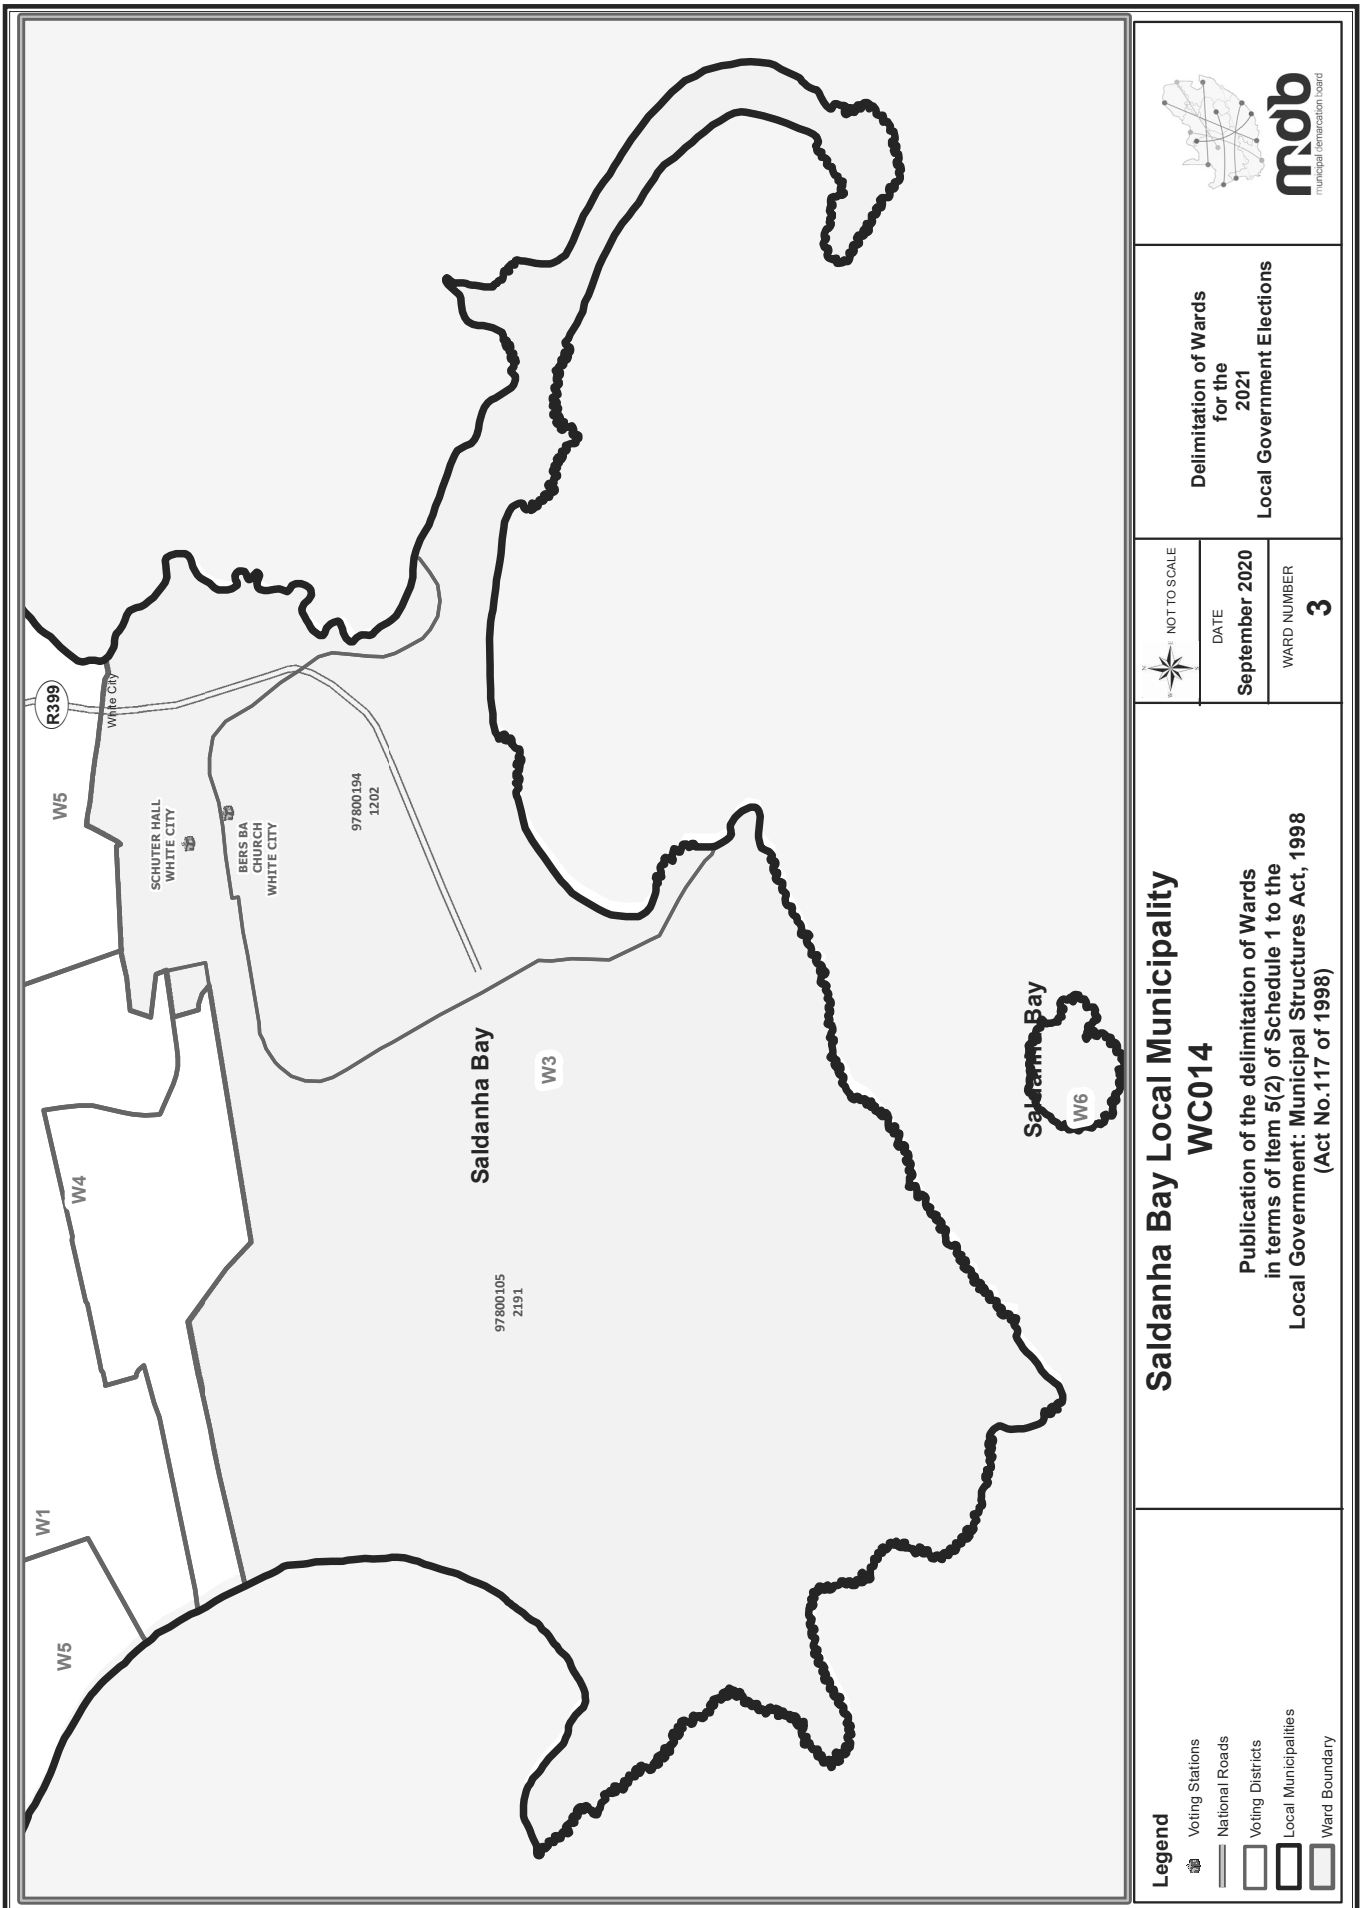 R399
White City
W5
SCHUTER HALL
WHITE CITY
BERS BA
CHURCH
WHITE CITY
97800194
1202
W4
W1
W5
Saldanha Bay
W3
97800105
2191
Saldanha Bay
W6
Legend
Voting Stations
National Roads
Voting Districts
Local Municipalities
Ward Boundary
Saldanha Bay Local Municipality
WC014
Publication of the delimitation of Wards
in terms of Item 5(2) of Schedule 1 to the
Local Government: Municipal Structures Act, 1998
(Act No.117 of 1998)
N
W
E
NOT TO SCALE
DATE
September 2020
WARD NUMBER
3
Delimitation of Wards
for the
2021
Local Government Elections
mdb
municipal demarcation board